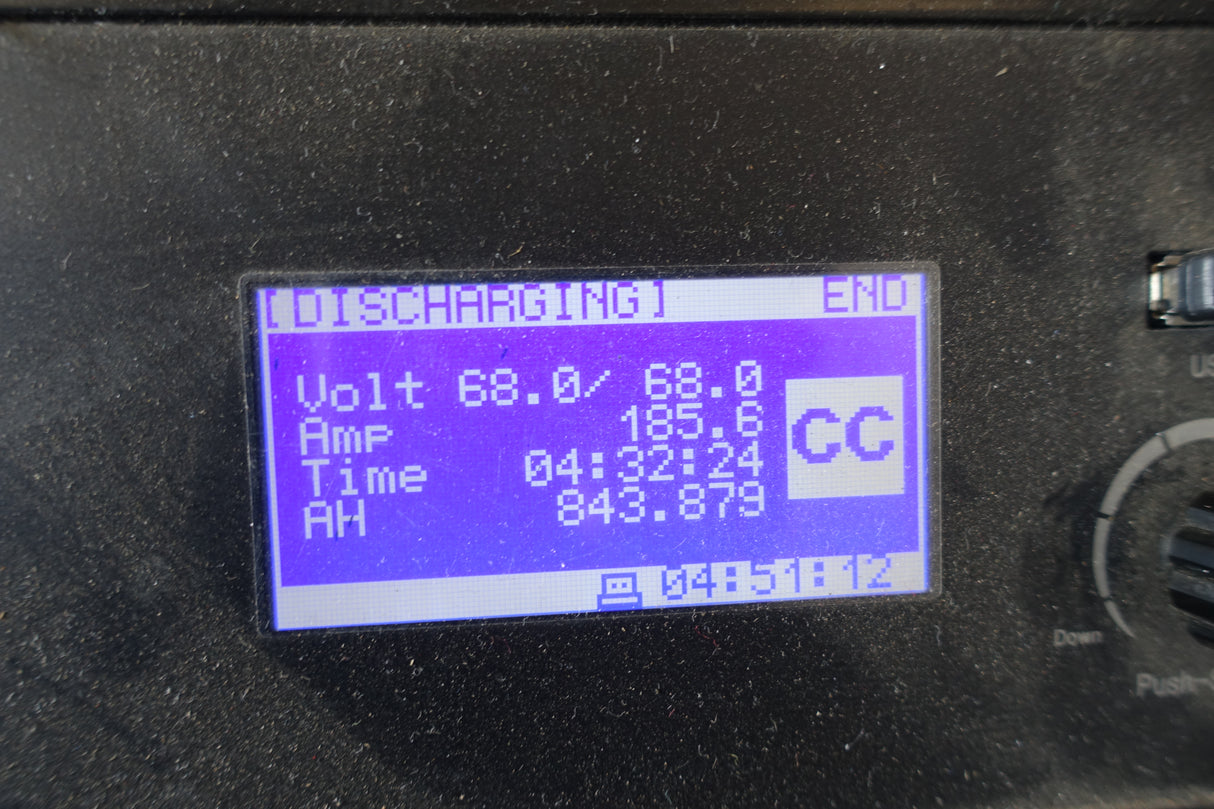 [DISCHARGING] END
Volt 68.0/ 68.0
Amp 185.6
CC
Time 04:32:24
AH 843.879
04:51:12
Down